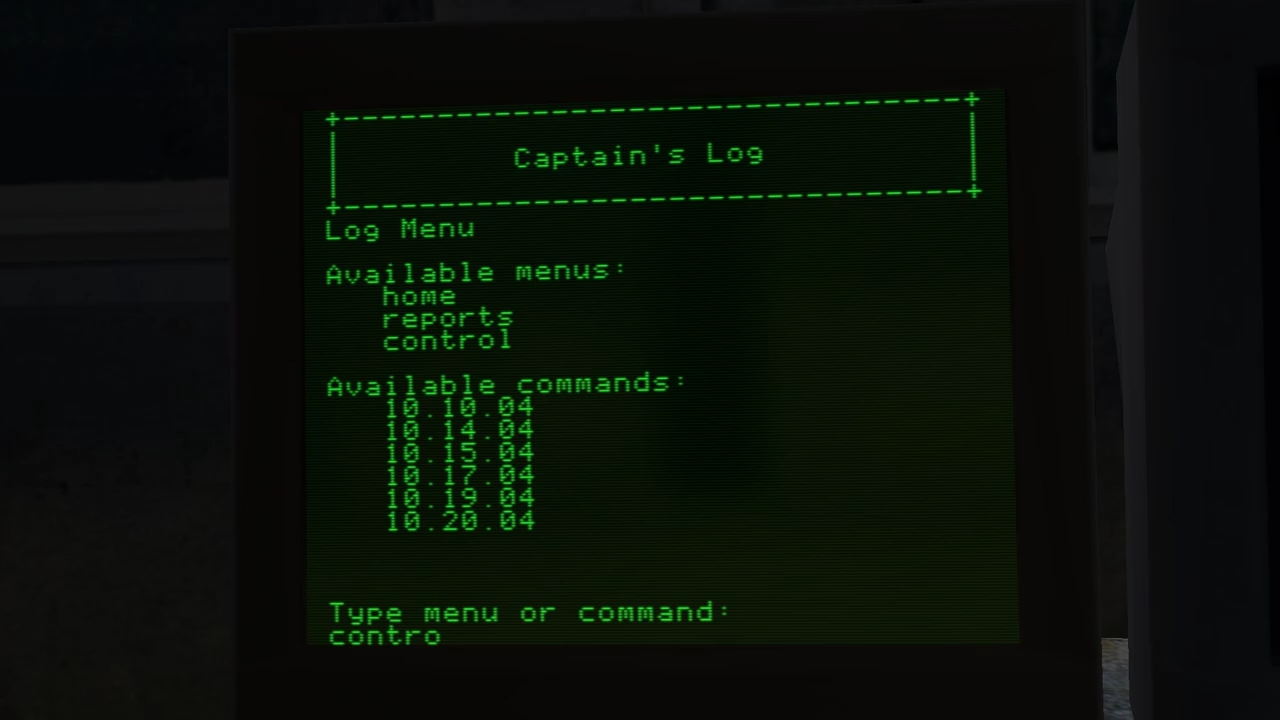 Captain's Log
Log Menu
Available menus:
home
reports
control
Available commands:
10.10.04
10.14.04
10.15.04
10.17.04
10.19.04
10.20.04
Type menu or command:
contro